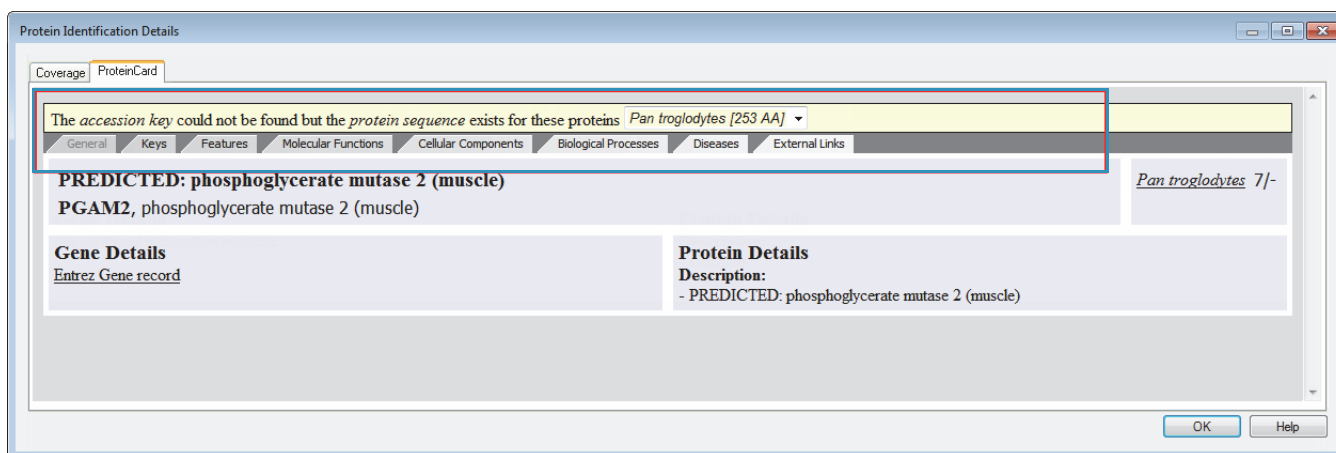 Protein Identification Details
Coverage ProteinCard
The accession key could not be found but the protein sequence exists for these proteins Pan troglodytes [253 AA]
General Keys Features Molecular Functions Cellular Components Biological Processes Diseases External Links
PREDICTED: phosphoglycerate mutase 2 (muscle) Pan troglodytes 7/-
PGAM2, phosphoglycerate mutase 2 (muscle)
Gene Details
Entrez Gene record
Protein Details
Description:
- PREDICTED: phosphoglycerate mutase 2 (muscle)
OK Help